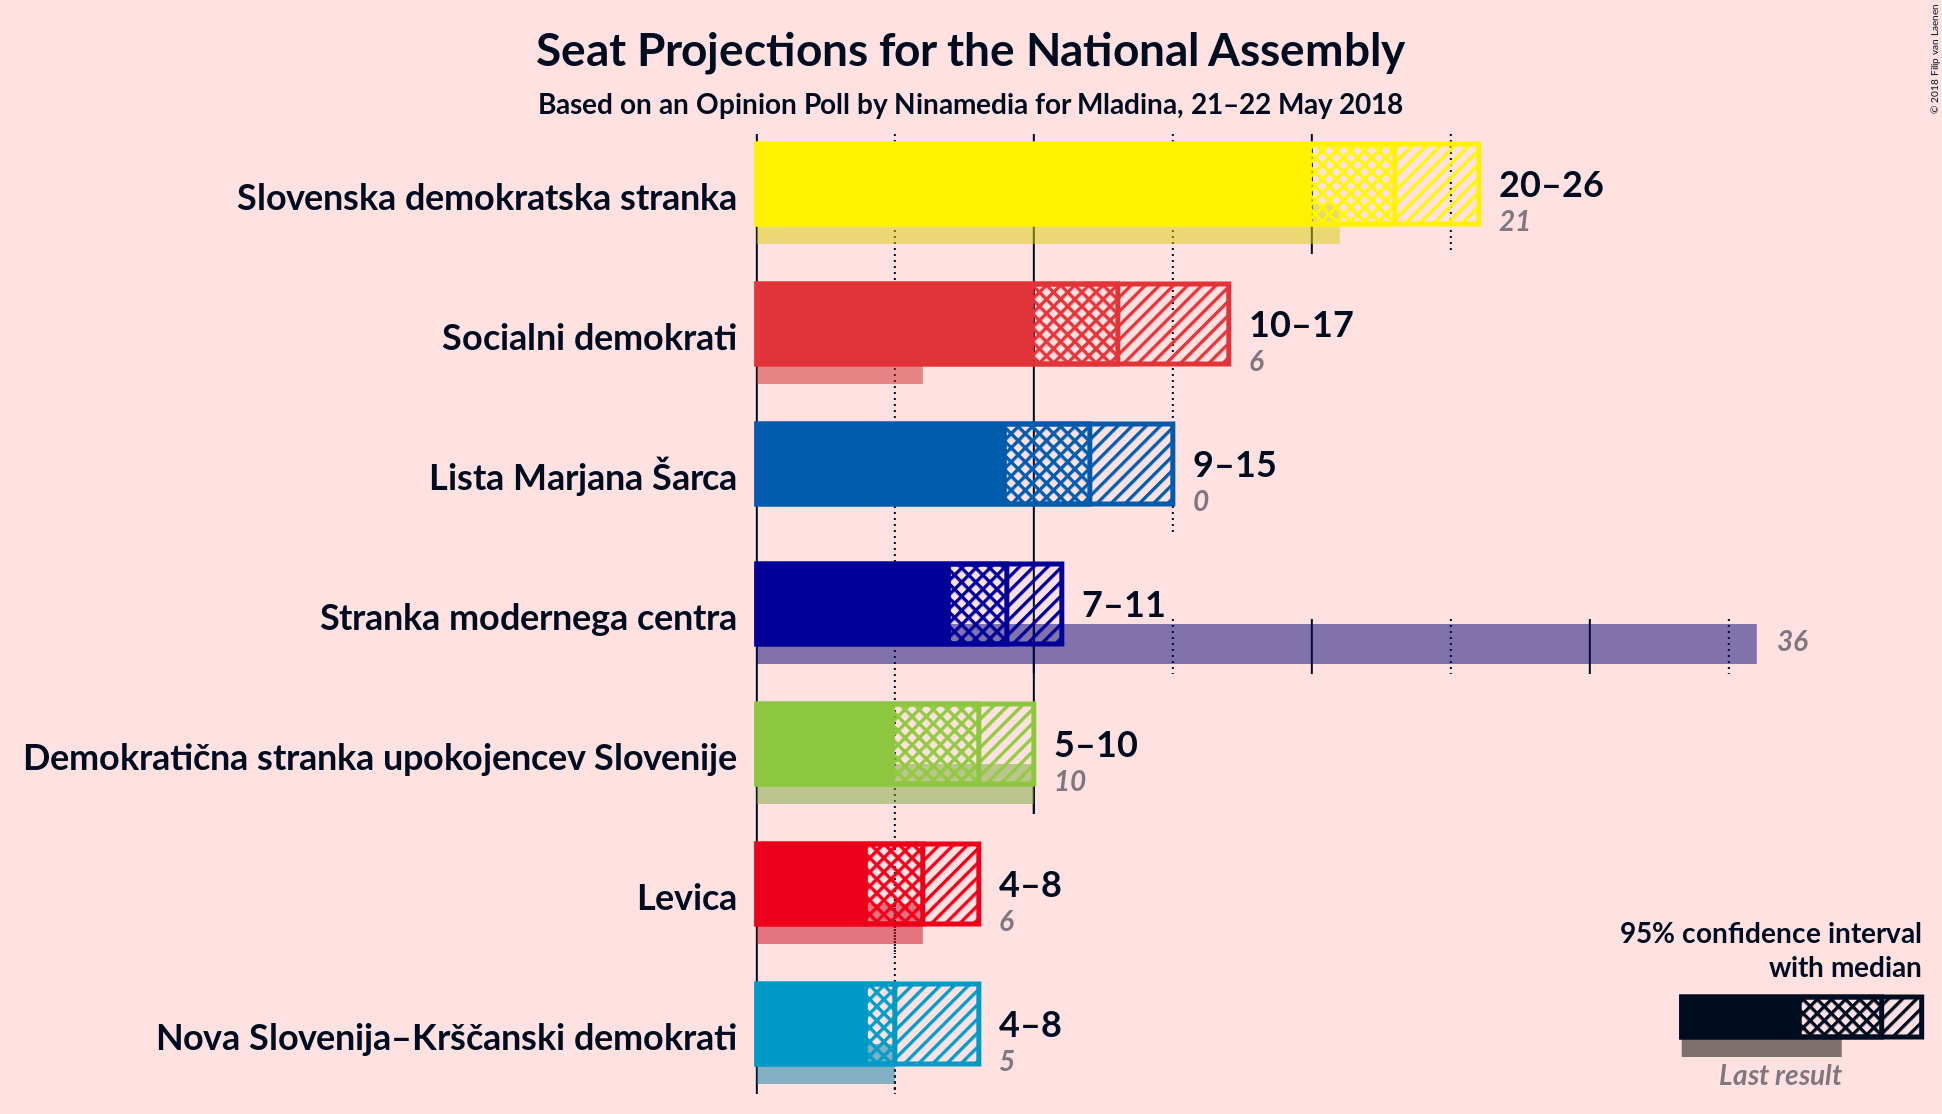 Seat Projections for the National Assembly
Based on an Opinion Poll by Ninamedia for Mladina, 21–22 May 2018
© 2018 Filip van Laenen
Slovenska demokratska stranka
20–26
21
Socialni demokrati
10–17
6
Lista Marjana Šarca
9–15
0
Stranka modernega centra
7–11
36
Demokratična stranka upokojencev Slovenije
5–10
10
Levica
4–8
6
Nova Slovenija–Krščanski demokrati
4–8
5
95% confidence interval
with median
Last result